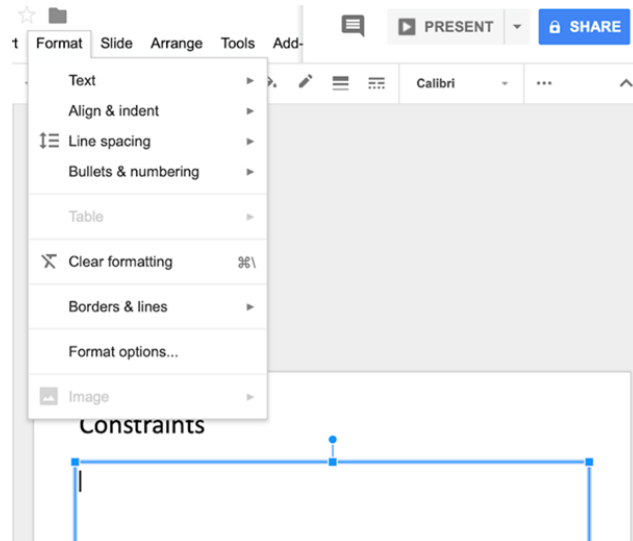 PRESENT
SHARE
Format Slide Arrange Tools Add-
Calibri
Text
Align & indent
Line spacing
Bullets & numbering
Table
Clear formatting ⌘\
Borders & lines
Format options...
Image
Constraints